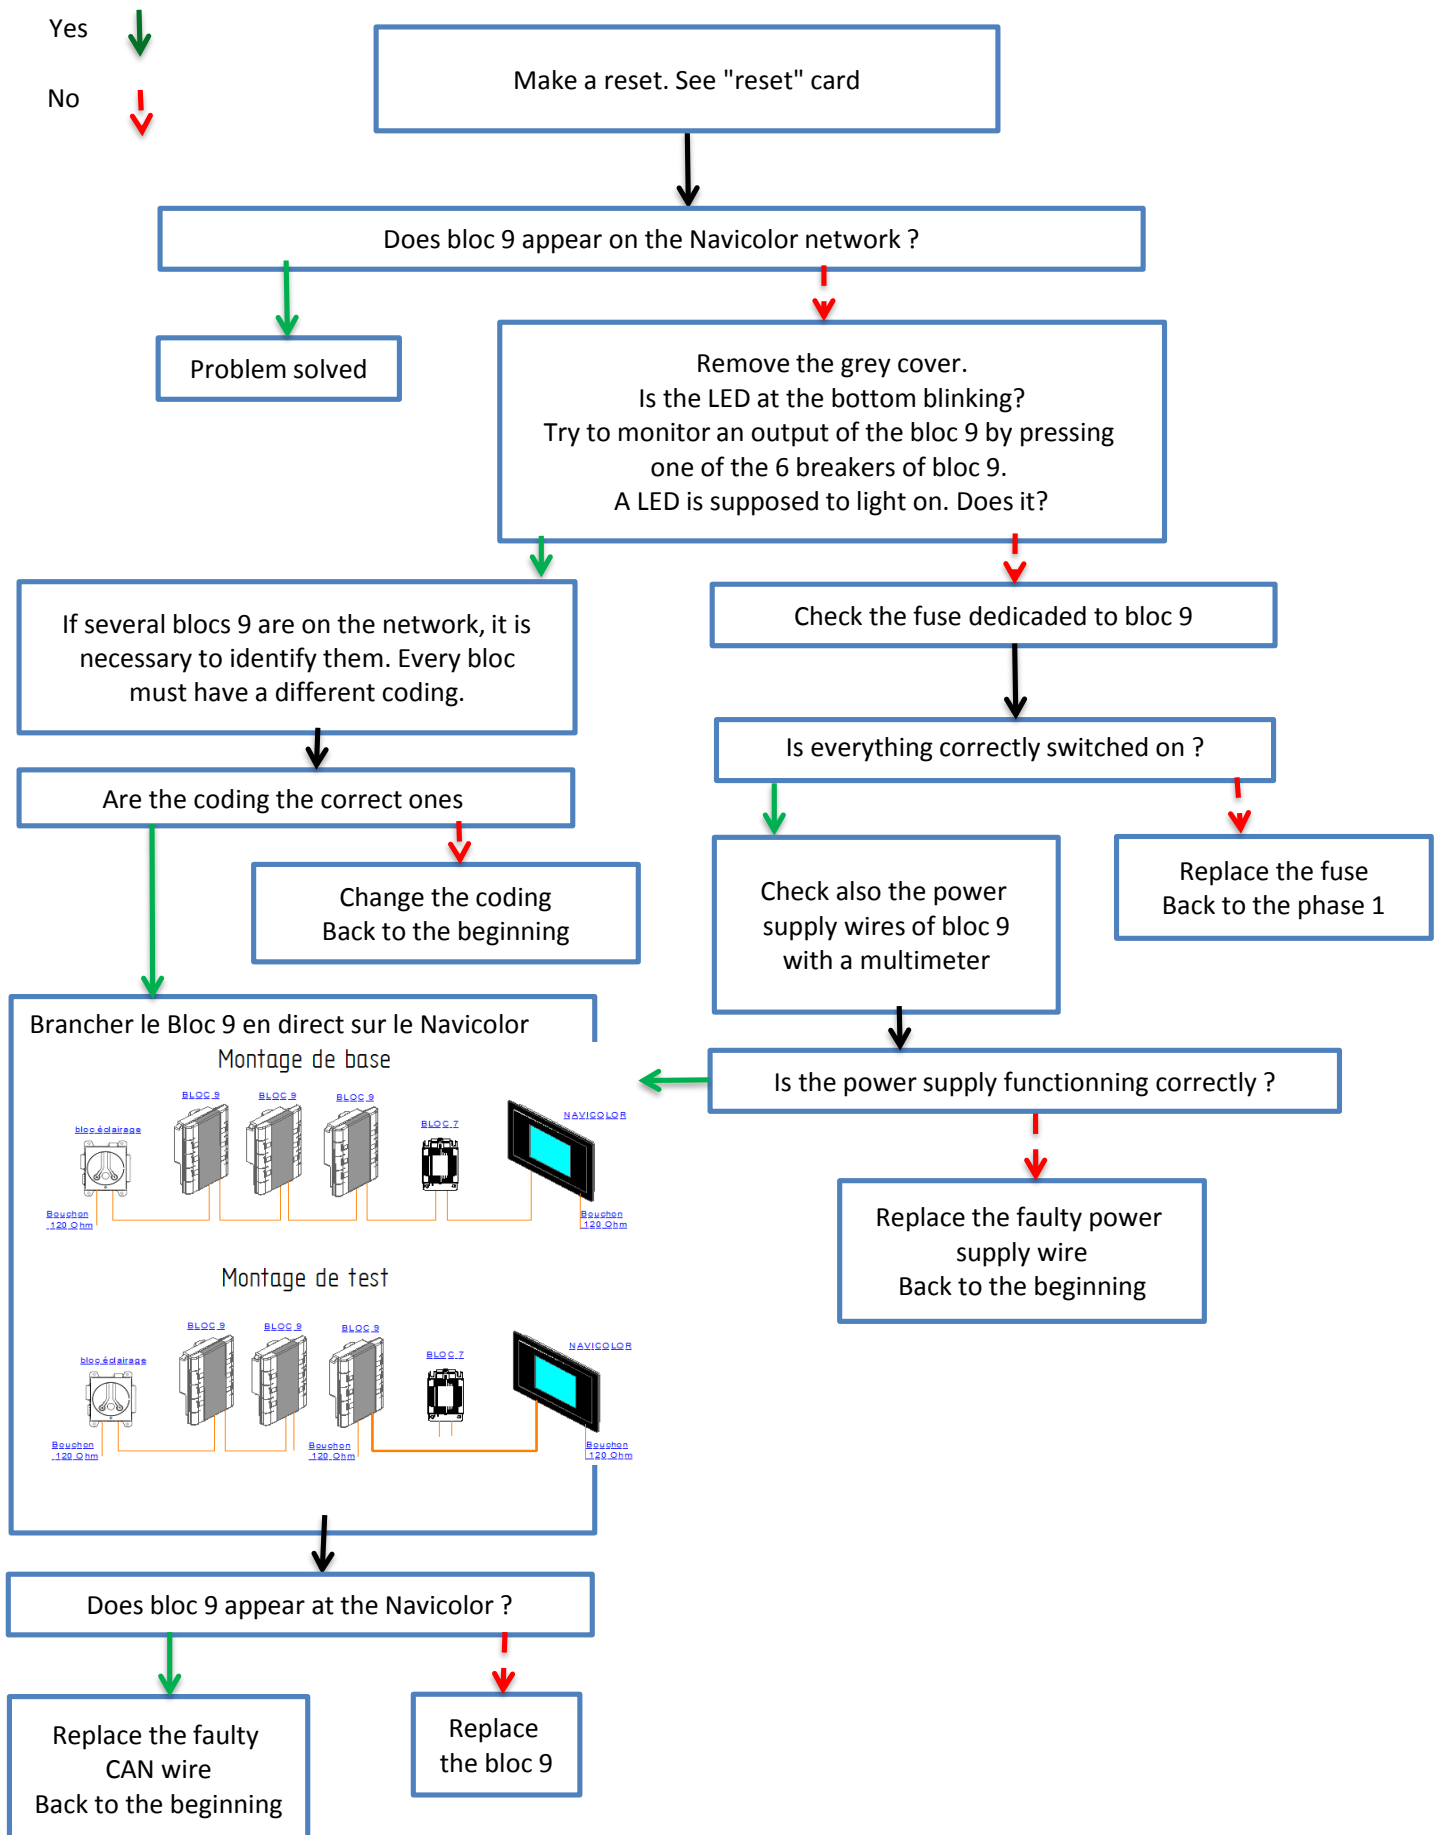 Yes
No
Make a reset. See "reset" card
Does bloc 9 appear on the Navicolor network ?
Problem solved
Remove the grey cover.
Is the LED at the bottom blinking?
Try to monitor an output of the bloc 9 by pressing
one of the 6 breakers of bloc 9.
A LED is supposed to light on. Does it?
If several blocs 9 are on the network, it is
necessary to identify them. Every bloc
must have a different coding.
Check the fuse dedicaded to bloc 9
Is everything correctly switched on ?
Are the coding the correct ones
Change the coding
Back to the beginning
Check also the power
supply wires of bloc 9
with a multimeter
Replace the fuse
Back to the phase 1
Brancher le Bloc 9 en direct sur le Navicolor
Montage de base
BLOC 9
BLOC 9
BLOC 9
bloc éclairage
BLOC 7
NAVICOLOR
Bouchon
120 Ohm
Bouchon
120 Ohm
Is the power supply functionning correctly ?
Replace the faulty power
supply wire
Back to the beginning
Montage de test
BLOC 9
BLOC 9
BLOC 9
bloc éclairage
BLOC 7
NAVICOLOR
Bouchon
120 Ohm
Bouchon
120 Ohm
Bouchon
120 Ohm
Does bloc 9 appear at the Navicolor ?
Replace the faulty
CAN wire
Back to the beginning
Replace
the bloc 9